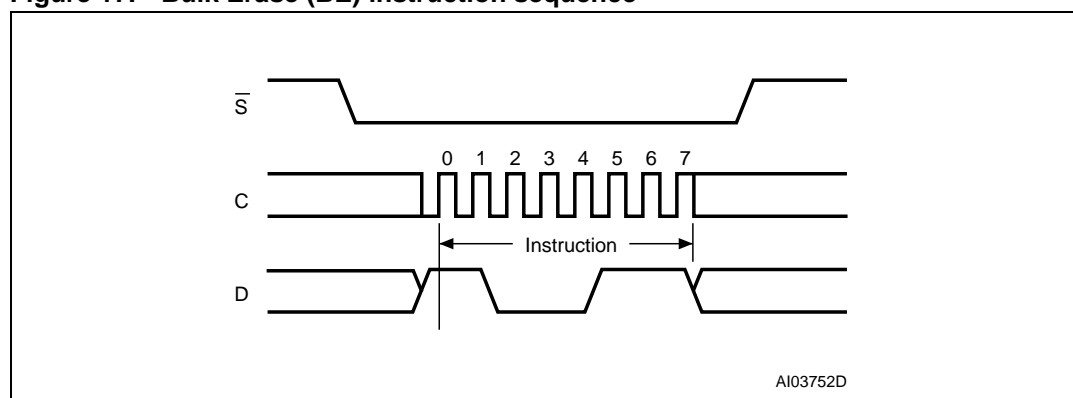 Figure 17. Bulk Erase (BE) instruction sequence
S
0 1 2 3 4 5 6 7
C
Instruction
D
AI03752D